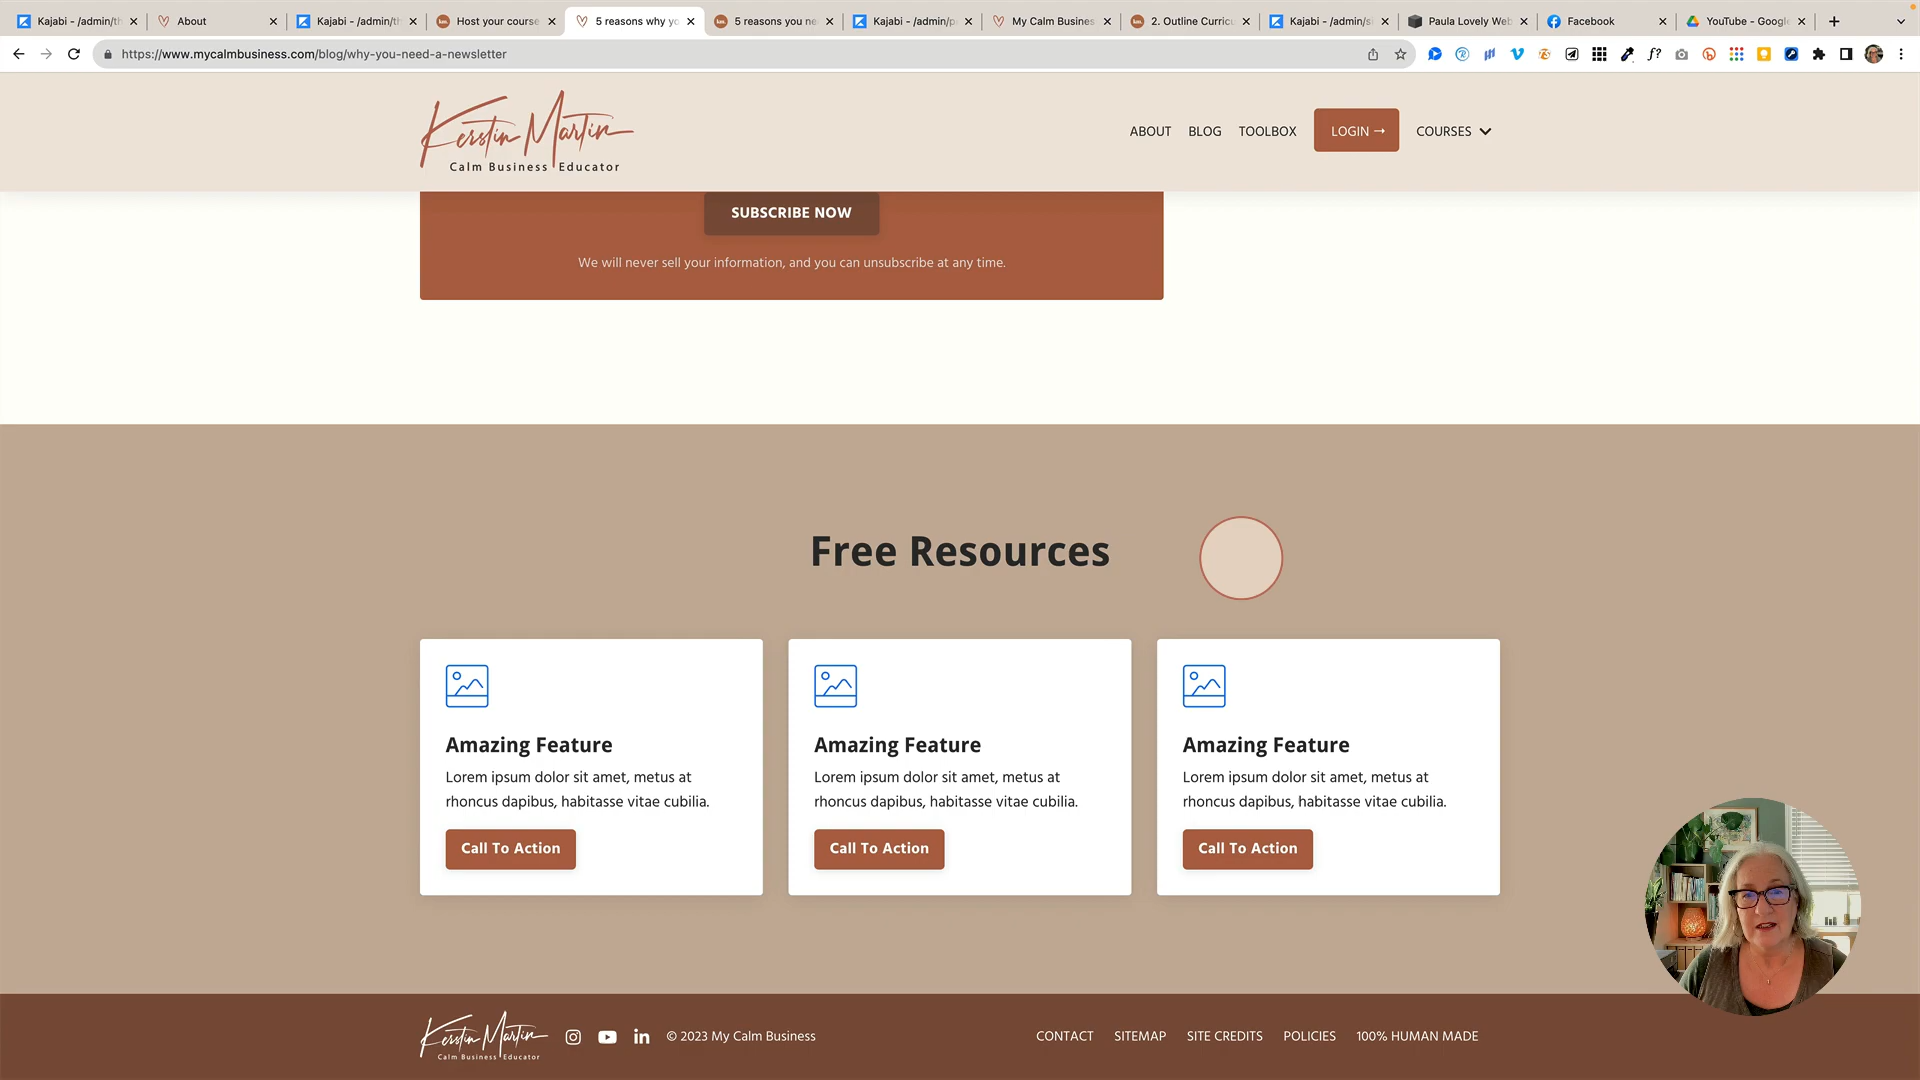 Kajabi - /admin/th
About
Kajabi - /admin/th
Host your course
5 reasons why yo
5 reasons you ne
Kajabi - /admin/p
My Calm Busines
2. Outline Curricu
Kajabi - /admin/si
Paula Lovely Web
Facebook
YouTube - Google
https://www.mycalmbusiness.com/blog/why-you-need-a-newsletter
Kerstin Martin
Calm Business Educator
ABOUT
BLOG
TOOLBOX
LOGIN →
COURSES
SUBSCRIBE NOW
We will never sell your information, and you can unsubscribe at any time.
Free Resources
Amazing Feature
Lorem ipsum dolor sit amet, metus at
rhoncus dapibus, habitasse vitae cubilia.
Call To Action
Amazing Feature
Lorem ipsum dolor sit amet, metus at
rhoncus dapibus, habitasse vitae cubilia.
Call To Action
Amazing Feature
Lorem ipsum dolor sit amet, metus at
rhoncus dapibus, habitasse vitae cubilia.
Call To Action
Kerstin Martin
Calm Business Educator
© 2023 My Calm Business
CONTACT
SITEMAP
SITE CREDITS
POLICIES
100% HUMAN MADE